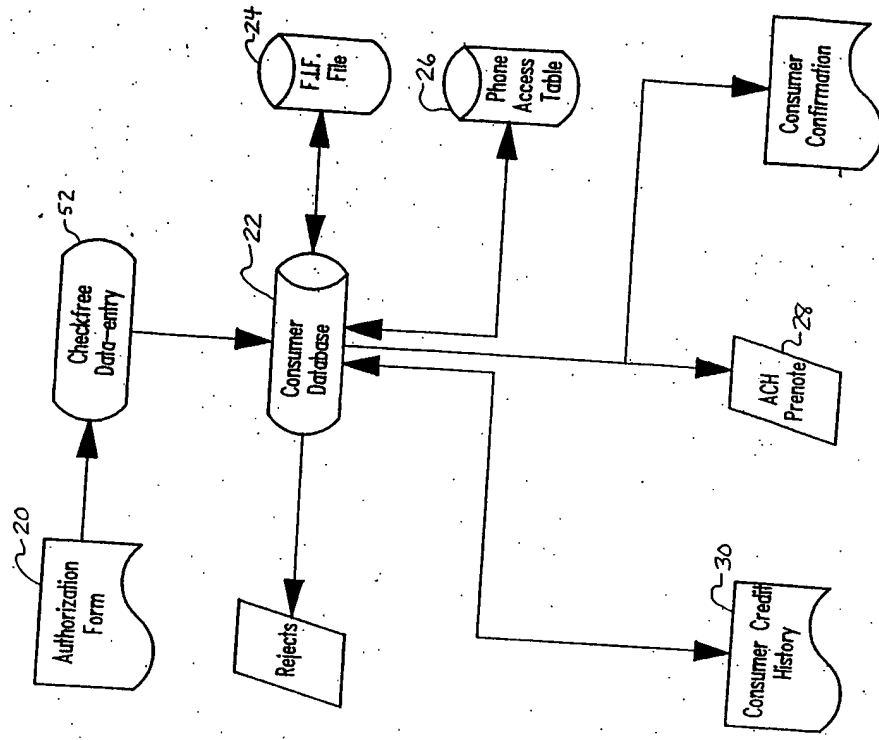 20
Authorization
Form
52
Checkfree
Data-entry
Rejects
22
Consumer
Database
24
F.I.F.
File
26
Phone
Access
Table
30
Consumer Credit
History
28
ACH
Prenote
Consumer
Confirmation